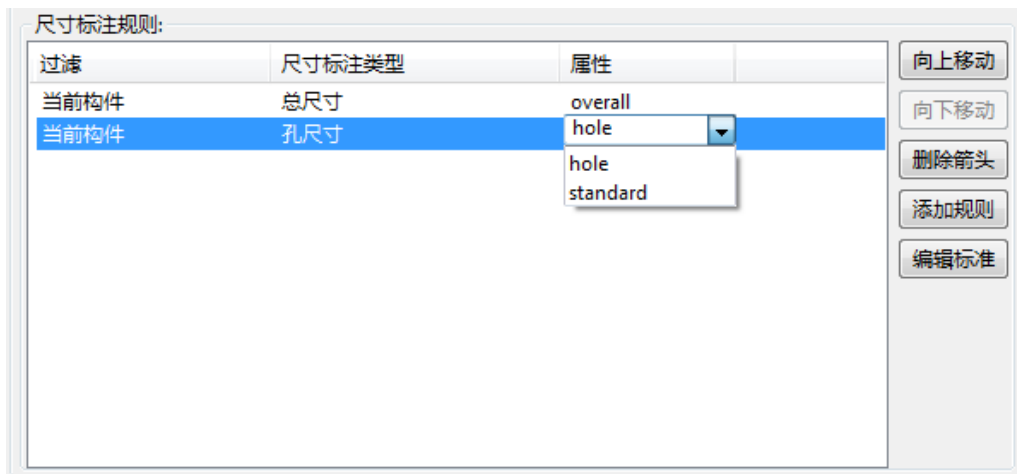 尺寸标注规则:
过滤 尺寸标注类型 属性
当前构件 总尺寸 overall
当前构件 孔尺寸 hole
hole
standard
向上移动
向下移动
删除箭头
添加规则
编辑标准